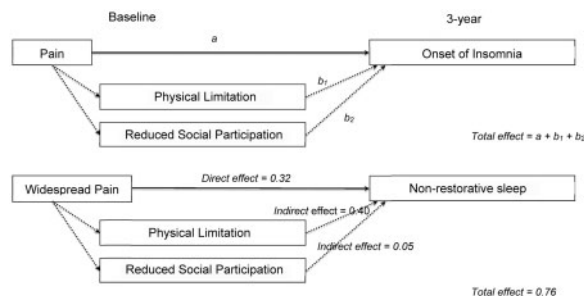 Baseline 3-year
a
Pain Onset of Insomnia
b1
Physical Limitation
b2
Reduced Social Participation
Total effect = a + b1 + b2
Direct effect = 0.32
Widespread Pain Non-restorative sleep
Indirect effect = 0.40
Physical Limitation
Indirect effect = 0.05
Reduced Social Participation
Total effect = 0.76